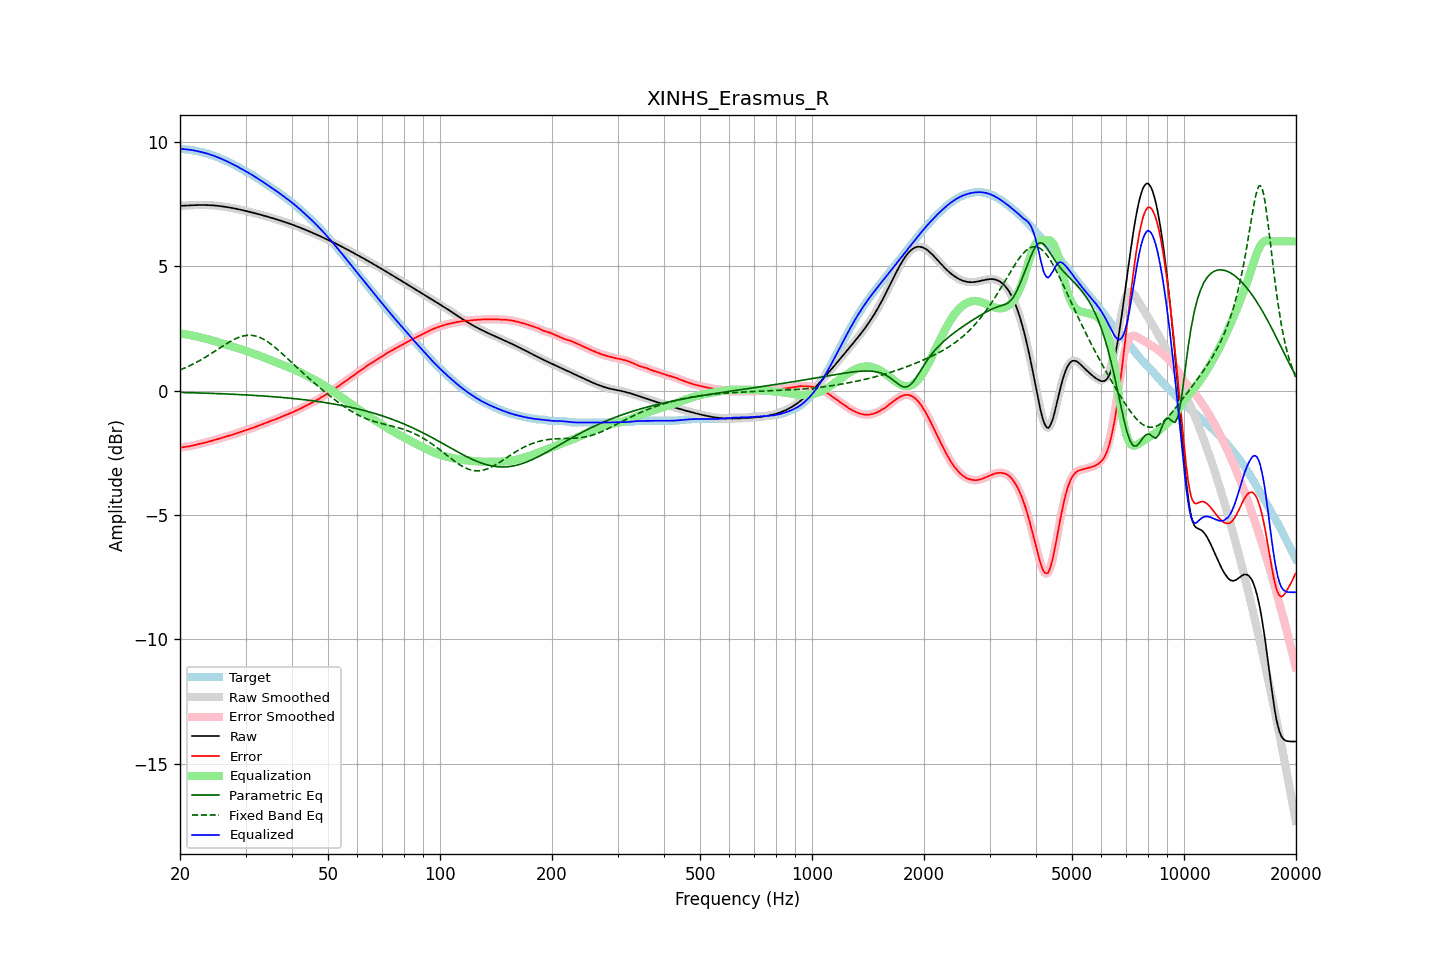 XINHS_Erasmus_R
Amplitude (dBr)
10
5
0
−5
−10
−15
Target
Raw Smoothed
Error Smoothed
Raw
Error
Equalization
Parametric Eq
Fixed Band Eq
Equalized
20
50
100
200
500
1000
2000
5000
10000
20000
Frequency (Hz)